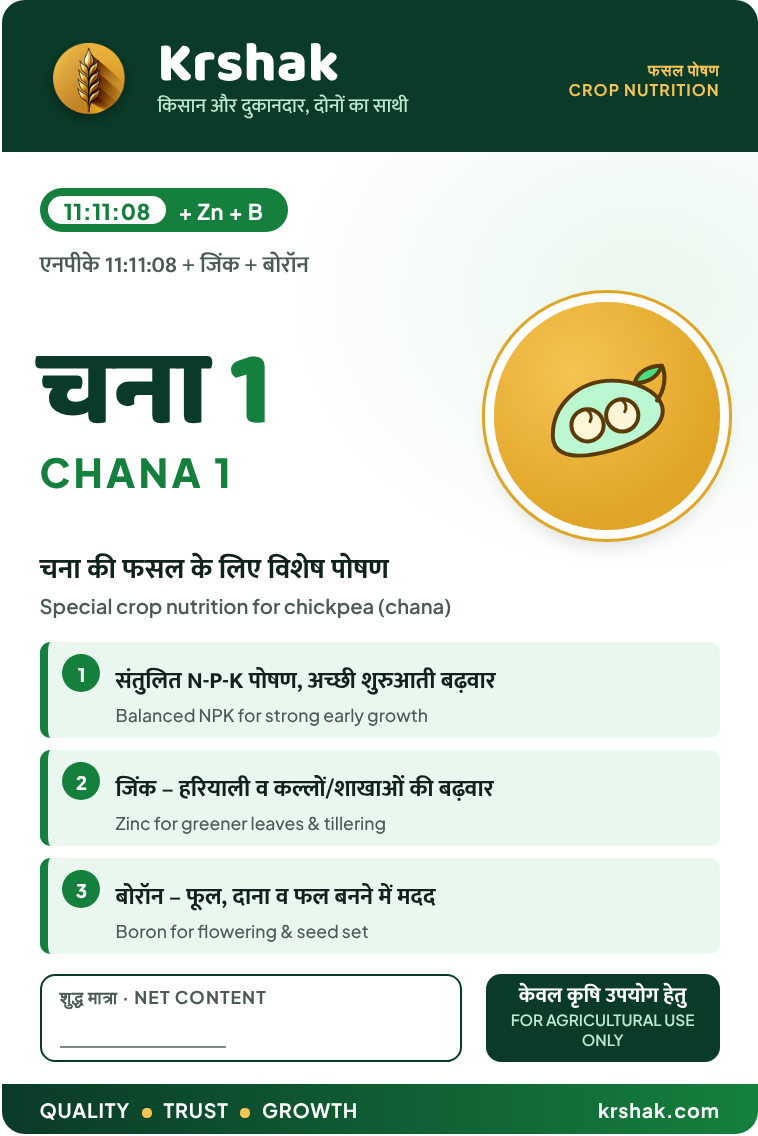 Krshak
किसान और दुकानदार, दोनों का साथी
फसल पोषण
CROP NUTRITION
11:11:08 + Zn + B
एनपीके 11:11:08 + जिंक + बोरॉन
चना 1
CHANA 1
चना की फसल के लिए विशेष पोषण
Special crop nutrition for chickpea (chana)
1 संतुलित N-P-K पोषण, अच्छी शुरुआती बढ़वार
Balanced NPK for strong early growth
2 जिंक – हरियाली व कल्लों/शाखाओं की बढ़वार
Zinc for greener leaves & tillering
3 बोरॉन – फूल, दाना व फल बनने में मदद
Boron for flowering & seed set
शुद्ध मात्रा · NET CONTENT
केवल कृषि उपयोग हेतु
FOR AGRICULTURAL USE
ONLY
QUALITY • TRUST • GROWTH
krshak.com